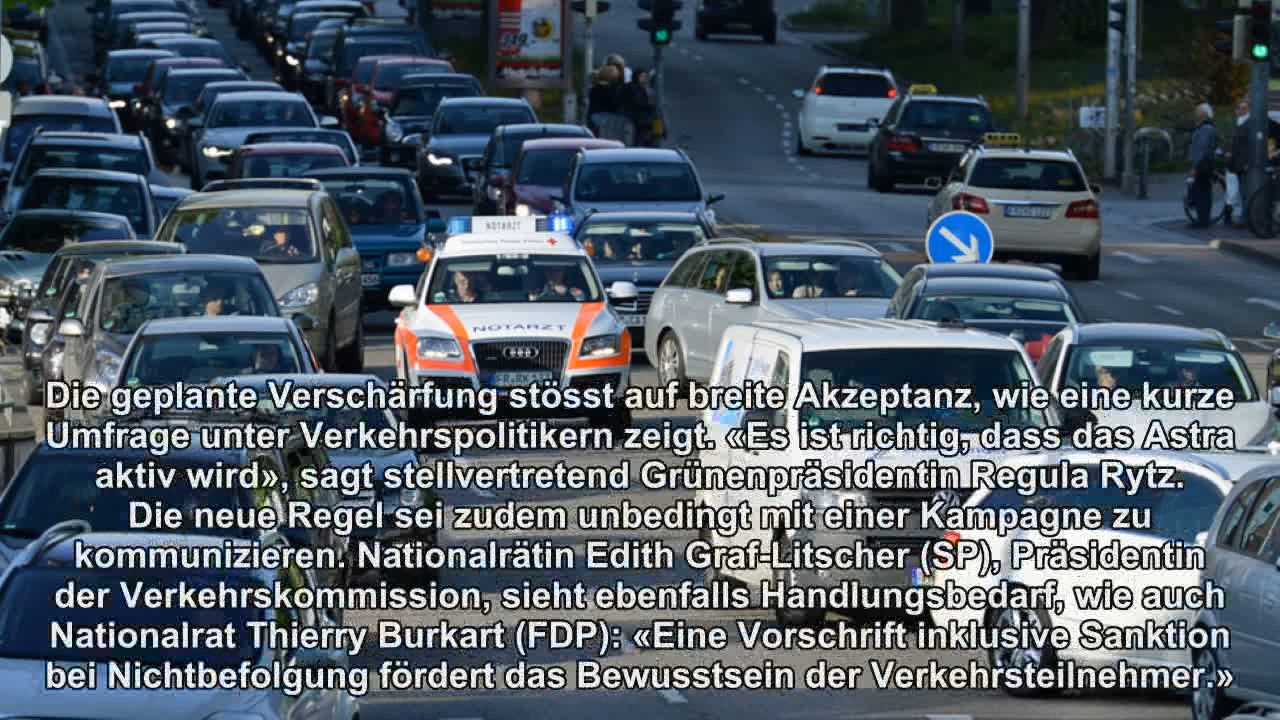 349.-
NOTARZT
NOTARZT
Die geplante Verschärfung stösst auf breite Akzeptanz, wie eine kurze
Umfrage unter Verkehrspolitikern zeigt. «Es ist richtig, dass das Astra
aktiv wird», sagt stellvertretend Grünenpräsidentin Regula Rytz.
Die neue Regel sei zudem unbedingt mit einer Kampagne zu
kommunizieren. Nationalrätin Edith Graf-Litscher (SP), Präsidentin
der Verkehrskommission, sieht ebenfalls Handlungsbedarf, wie auch
Nationalrat Thierry Burkart (FDP): «Eine Vorschrift inklusive Sanktion
bei Nichtbefolgung fördert das Bewusstsein der Verkehrsteilnehmer.»